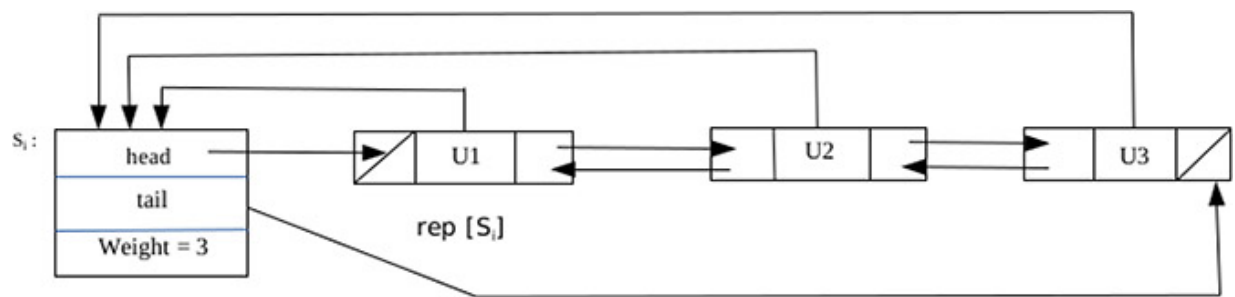 Sᵢ :
head
tail
Weight = 3
U1
U2
U3
rep [Sᵢ]